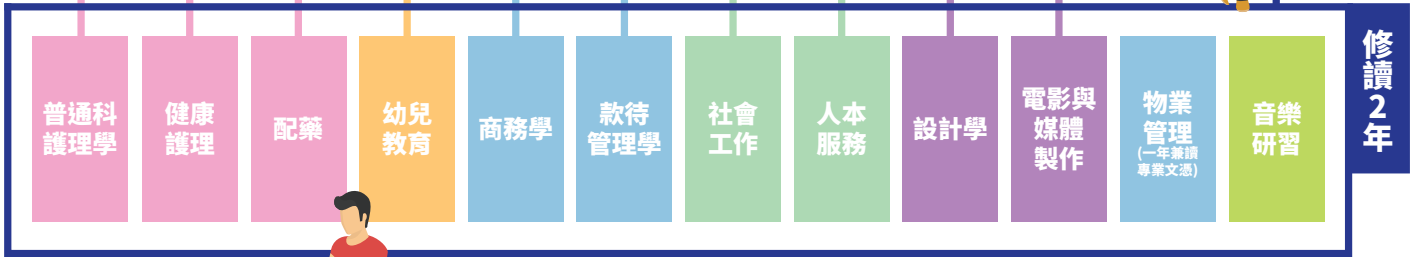 普通科
護理學
健康
護理
配藥
幼兒
教育
商務學
款待
管理學
社會
工作
人本
服務
設計學
電影與
媒體
製作
物業
管理
(一年兼讀
專業文憑)
音樂
研習
修讀2年